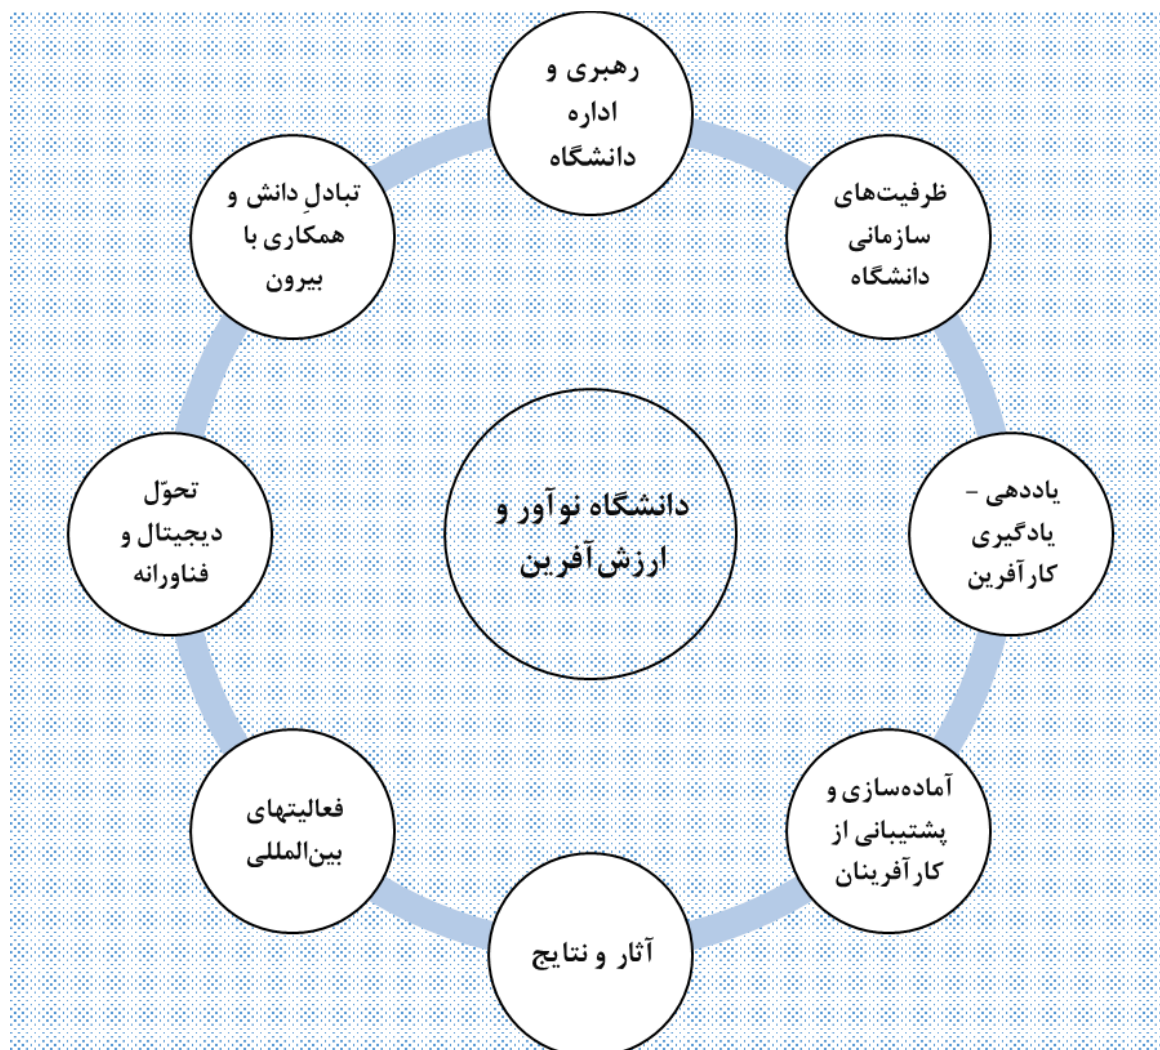 رهبری و
اداره
دانشگاه
ظرفیت‌های
سازمانی
دانشگاه
تبادلِ دانش و
همکاری با
بیرون
یاددهی –
یادگیری
کارآفرین
دانشگاه نوآور و
ارزش‌آفرین
تحوّل
دیجیتال و
فناورانه
آماده‌سازی و
پشتیبانی از
کارآفرینان
فعالیتهای
بین‌المللی
آثار و نتایج